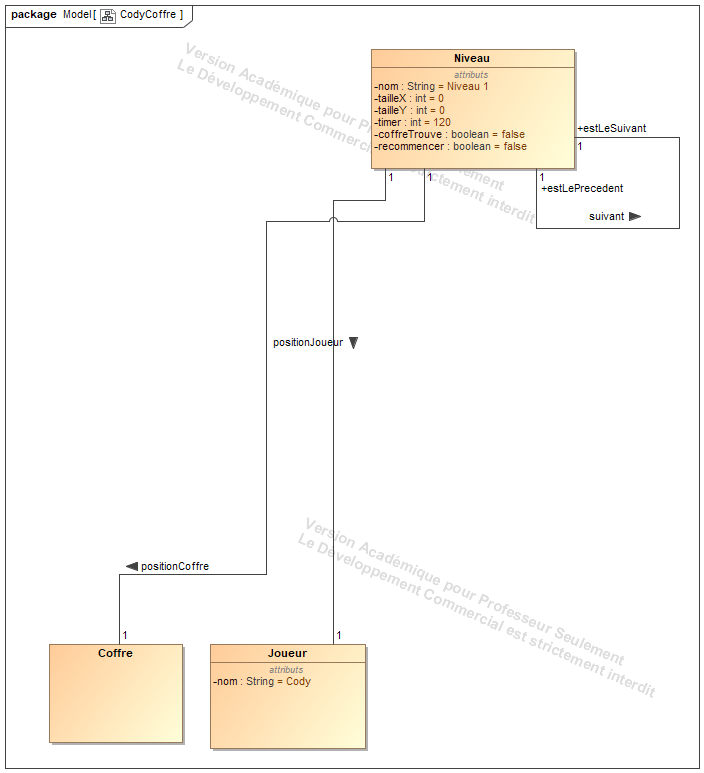 package Model[ CodyCoffre ]
Version Académique pour Professeur Seulement
Le Développement Commercial est strictement interdit
Niveau
attributs
-nom : String = Niveau 1
-tailleX : int = 0
-tailleY : int = 0
-timer : int = 120
-coffreTrouve : boolean = false
-recommencer : boolean = false
+estLeSuivant
1
1
1
1
+estLePrecedent
suivant
positionJoueur
Version Académique pour Professeur Seulement
Le Développement Commercial est strictement interdit
positionCoffre
1
1
Coffre
Joueur
attributs
-nom : String = Cody